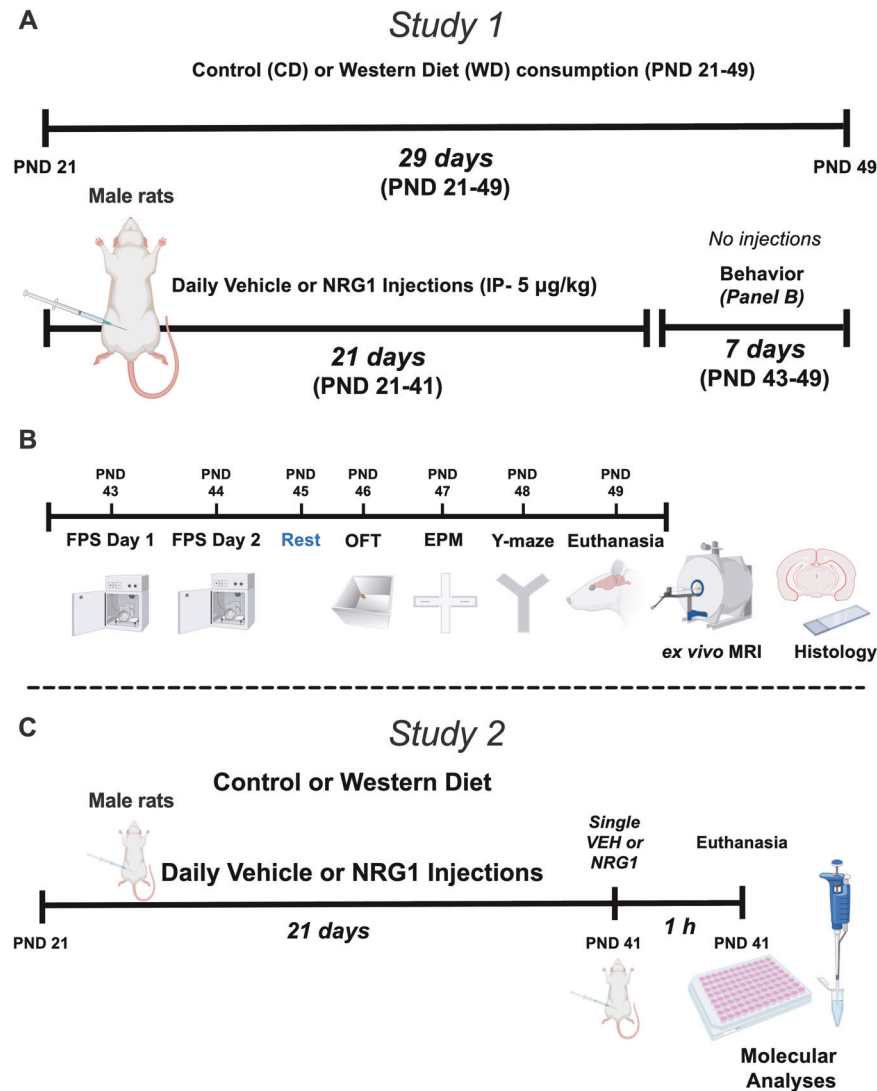 A
Study 1
Control (CD) or Western Diet (WD) consumption (PND 21-49)
PND 21
29 days
(PND 21-49)
PND 49
Male rats
No injections
Behavior
(Panel B)
Daily Vehicle or NRG1 Injections (IP- 5 µg/kg)
21 days
(PND 21-41)
7 days
(PND 43-49)
B
PND
43
PND
44
PND
45
PND
46
PND
47
PND
48
PND
49
FPS Day 1
FPS Day 2
Rest
OFT
EPM
Y-maze
Euthanasia
ex vivo MRI
Histology
C
Study 2
Control or Western Diet
Male rats
Single
VEH or
NRG1
Euthanasia
Daily Vehicle or NRG1 Injections
21 days
1 h
PND 21
PND 41
PND 41
Molecular
Analyses